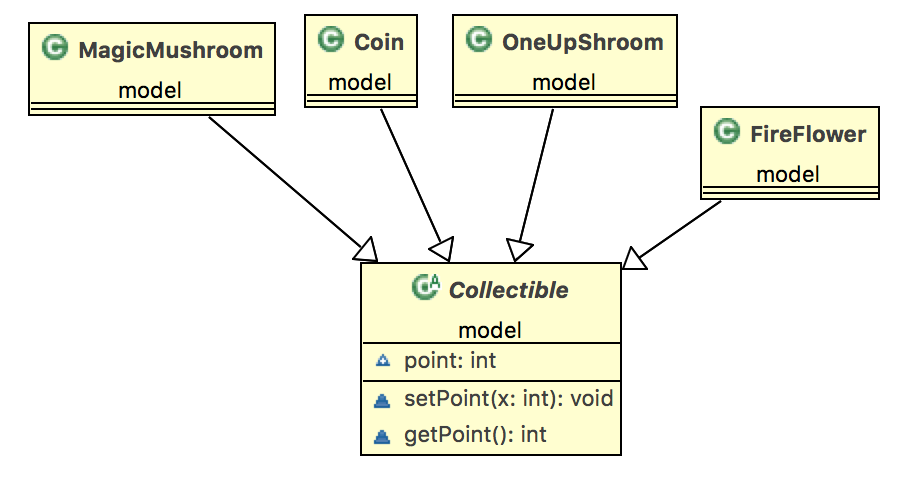 MagicMushroom
model
Coin
model
OneUpShroom
model
FireFlower
model
Collectible
model
point: int
setPoint(x: int): void
getPoint(): int